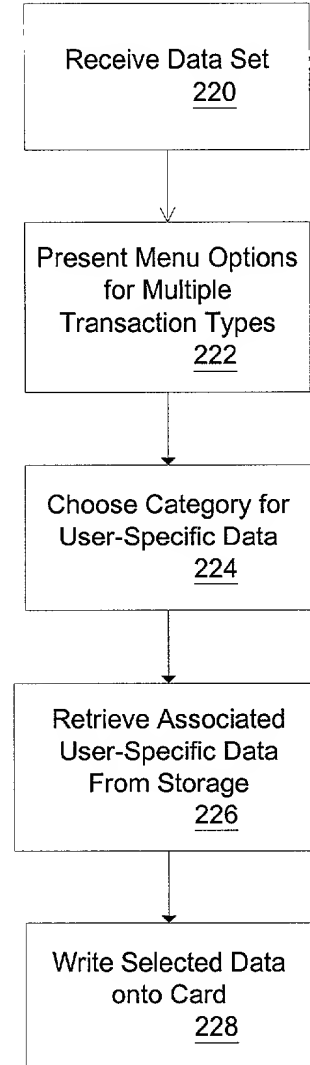 Receive Data Set
220
Present Menu Options
for Multiple
Transaction Types
222
Choose Category for
User-Specific Data
224
Retrieve Associated
User-Specific Data
From Storage
226
Write Selected Data
onto Card
228